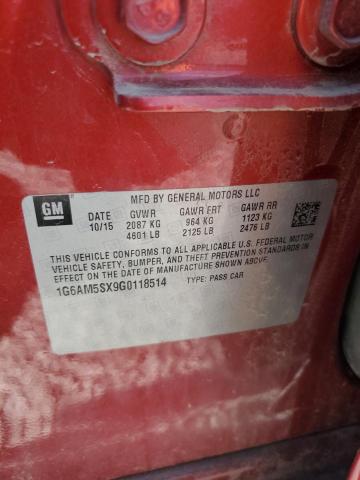 MFD BY GENERAL MOTORS LLC
GM
DATE GVWR GAWR FRT GAWR RR
10/15 2087 KG 964 KG 1123 KG
4601 LB 2125 LB 2476 LB
THIS VEHICLE CONFORMS TO ALL APPLICABLE U.S. FEDERAL MOTOR
VEHICLE SAFETY, BUMPER, AND THEFT PREVENTION STANDARDS IN
EFFECT ON THE DATE OF MANUFACTURE SHOWN ABOVE.
1G6AM5SX9G0118514 TYPE: PASS CAR